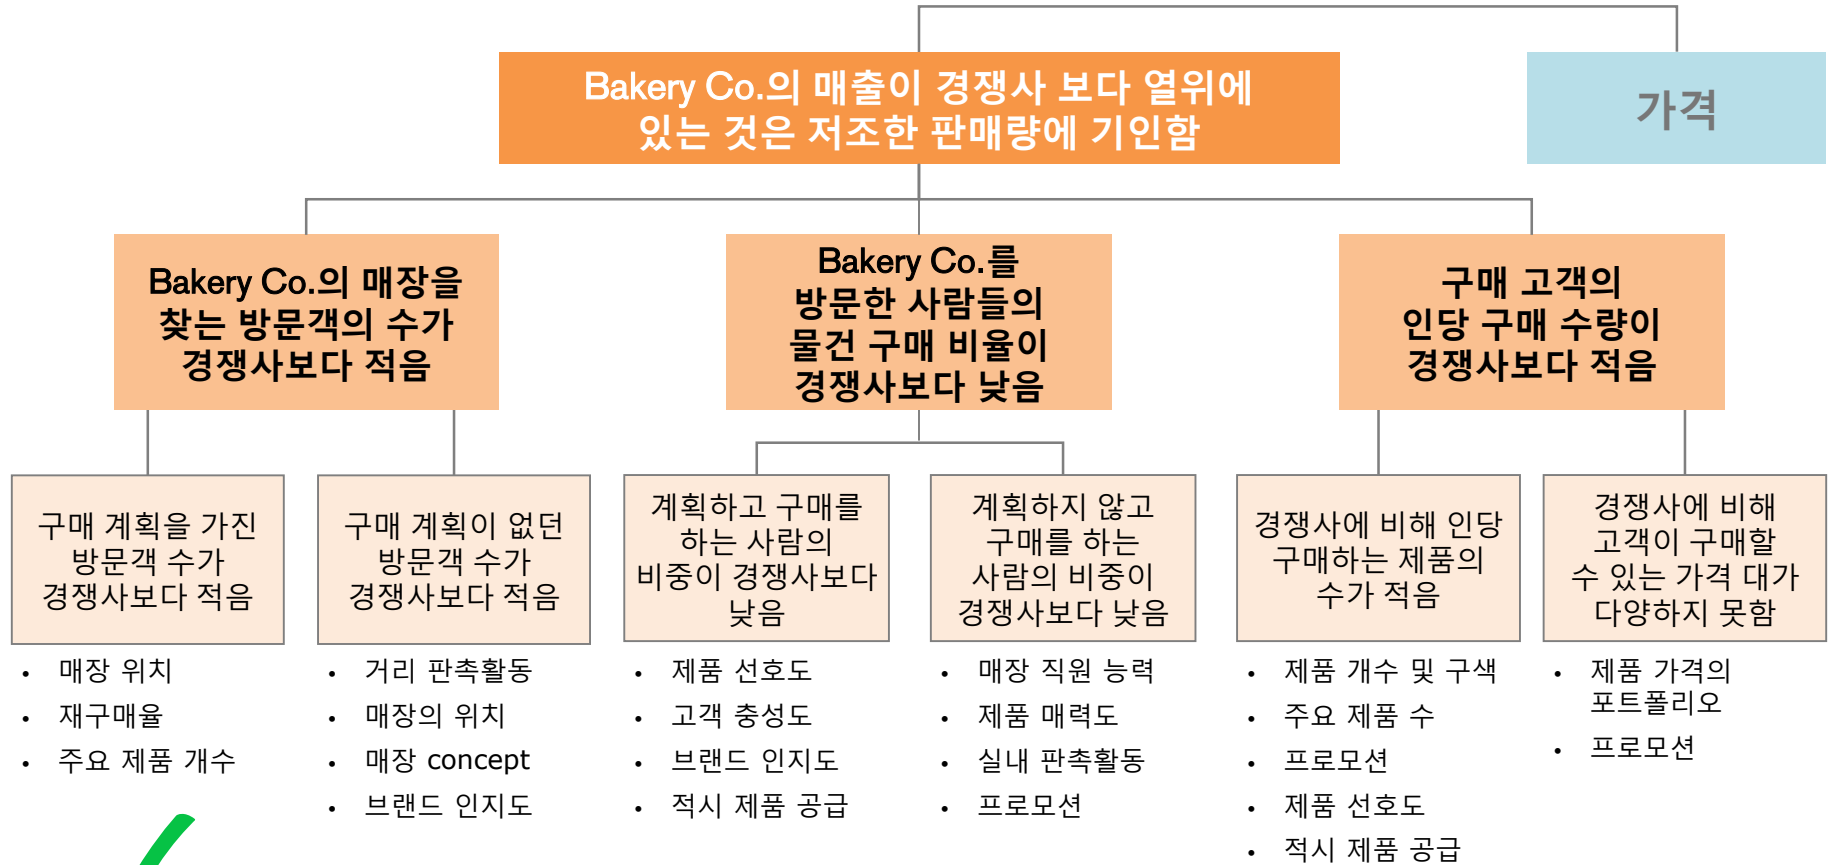 Bakery Co.의 매출이 경쟁사 보다 열위에
있는 것은 저조한 판매량에 기인함
가격
Bakery Co.의 매장을
찾는 방문객의 수가
경쟁사보다 적음
Bakery Co.를
방문한 사람들의
물건 구매 비율이
경쟁사보다 낮음
구매 고객의
인당 구매 수량이
경쟁사보다 적음
구매 계획을 가진
방문객 수가
경쟁사보다 적음
• 매장 위치
• 재구매율
• 주요 제품 개수
구매 계획이 없던
방문객 수가
경쟁사보다 적음
• 거리 판촉활동
• 매장의 위치
• 매장 concept
• 브랜드 인지도
계획하고 구매를
하는 사람의
비중이 경쟁사보다
낮음
• 제품 선호도
• 고객 충성도
• 브랜드 인지도
• 적시 제품 공급
계획하지 않고
구매를 하는
사람의 비중이
경쟁사보다 낮음
• 매장 직원 능력
• 제품 매력도
• 실내 판촉활동
• 프로모션
경쟁사에 비해 인당
구매하는 제품의
수가 적음
• 제품 개수 및 구색
• 주요 제품 수
• 프로모션
• 제품 선호도
• 적시 제품 공급
경쟁사에 비해
고객이 구매할
수 있는 가격 대가
다양하지 못함
• 제품 가격의
포트폴리오
• 프로모션